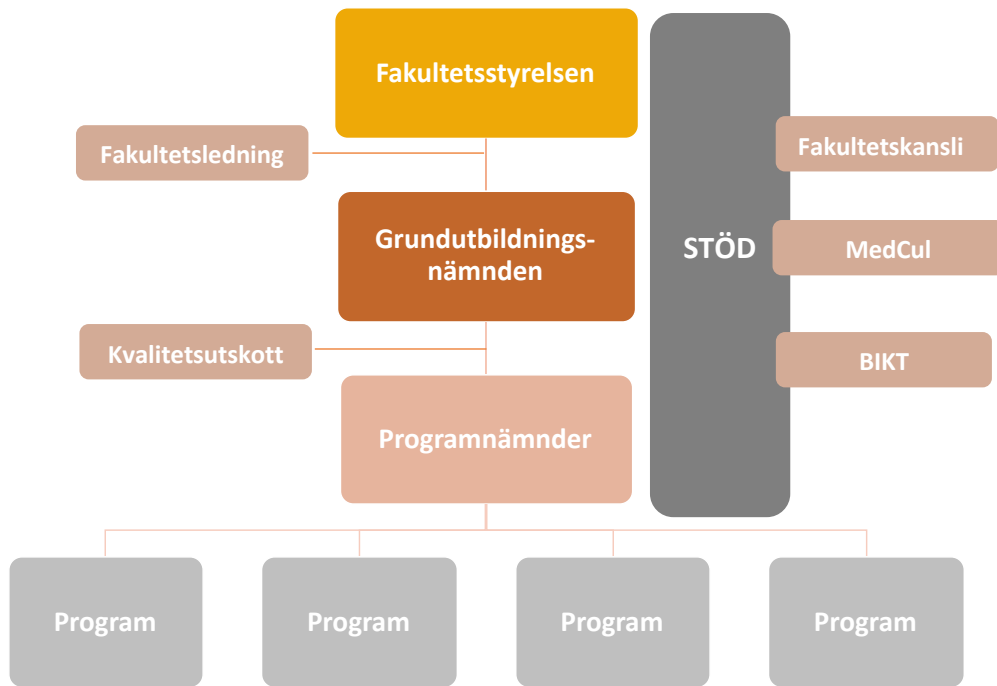 Fakultetsstyrelsen
Fakultetsledning
Fakultetskansli
Grundutbildnings-
nämnden
STÖD
MedCul
Kvalitetsutskott
BIKT
Programnämnder
Program
Program
Program
Program